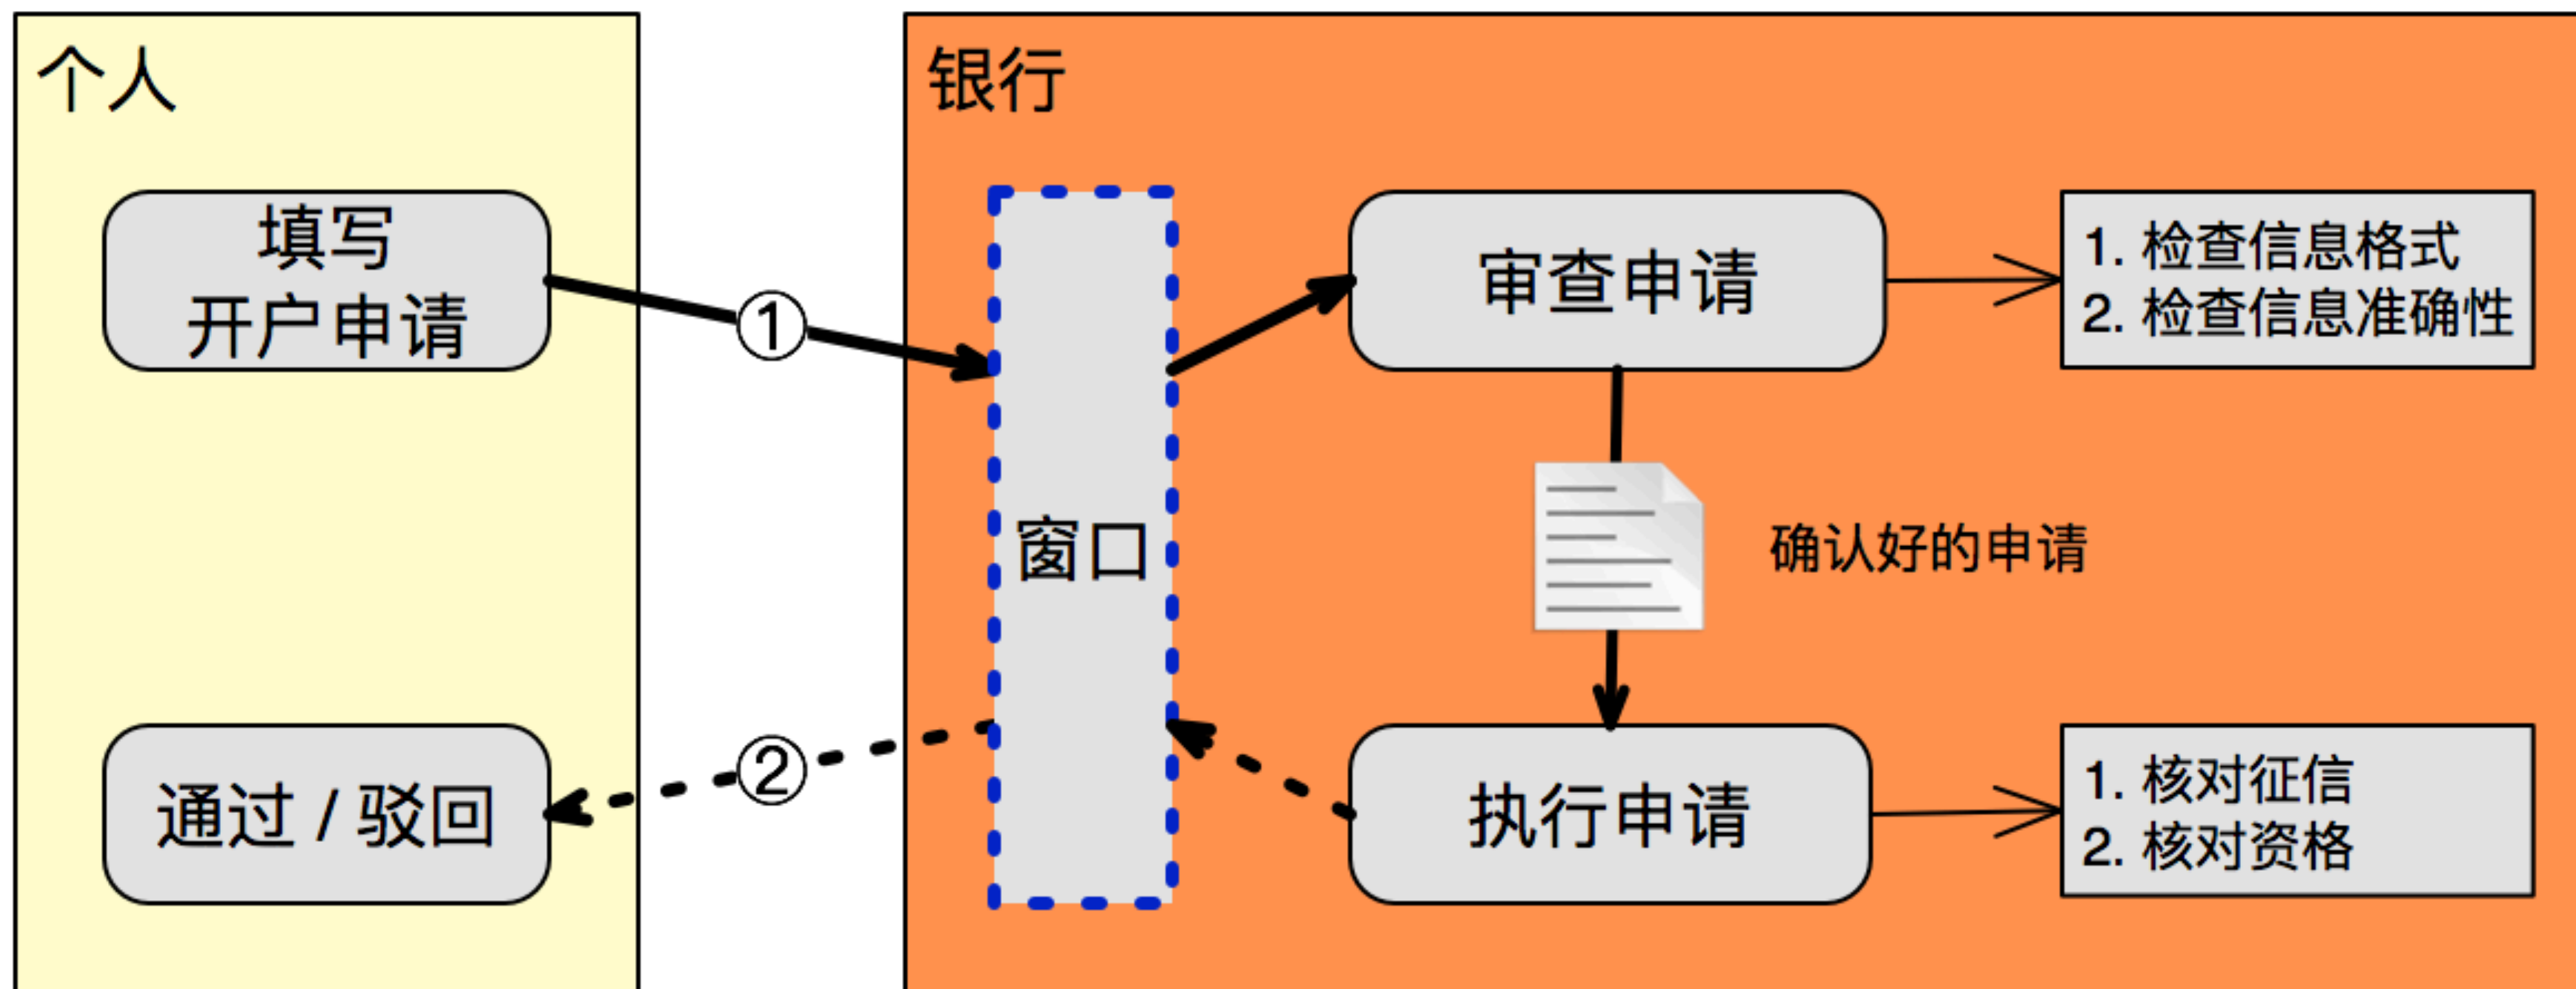 个人
银行
填写
开户申请
①
窗口
审查申请
1. 检查信息格式
2. 检查信息准确性
确认好的申请
通过 / 驳回
②
执行申请
1. 核对征信
2. 核对资格